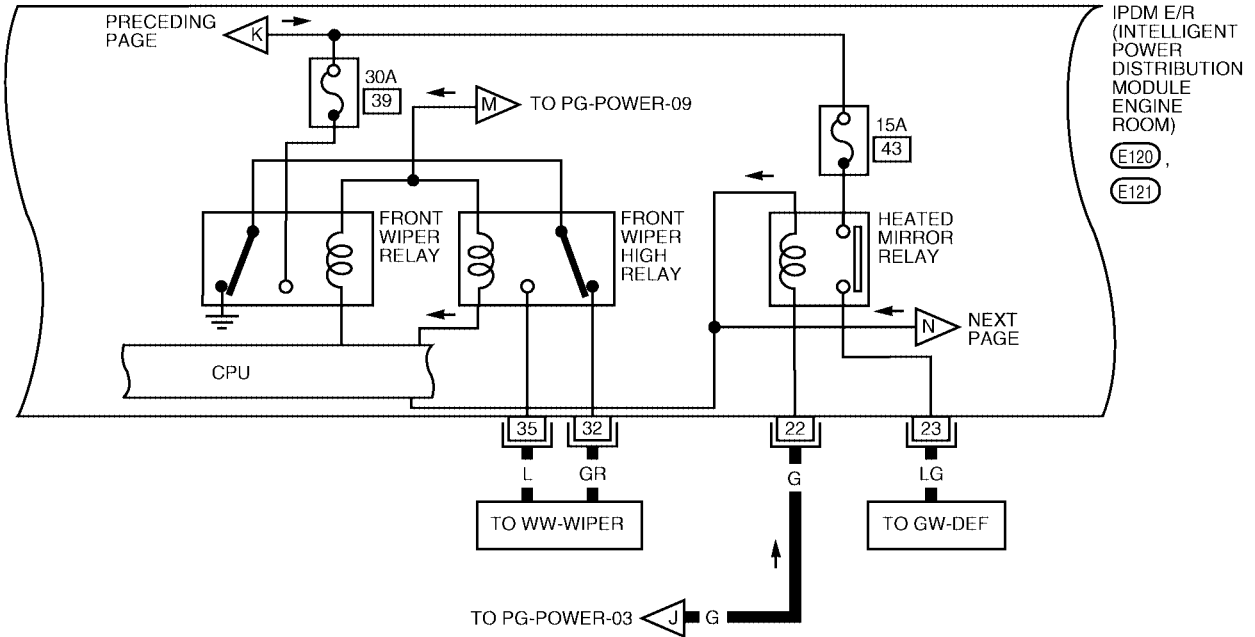 PRECEDING
PAGE
K
IPDM E/R
(INTELLIGENT
POWER
DISTRIBUTION
MODULE
ENGINE
ROOM)
E120 ,
E121
30A
39
M
TO PG-POWER-09
15A
43
FRONT
WIPER
RELAY
FRONT
WIPER
HIGH
RELAY
HEATED
MIRROR
RELAY
N
NEXT
PAGE
CPU
35
32
22
23
L
GR
G
LG
TO WW-WIPER
TO GW-DEF
TO PG-POWER-03
J
G